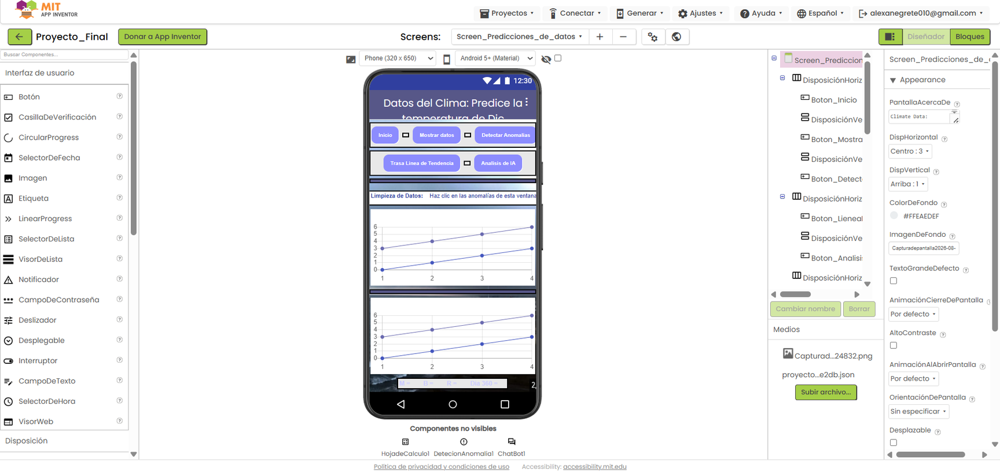 MIT
APP INVENTOR
Proyectos
Conectar
Generar
Ajustes
Ayuda
Español
alexanegrete010@gmail.com
Proyecto_Final
Donar a App Inventor
Screens:
Screen_Predicciones_de_datos
Diseñador
Bloques
Buscar Componentes...
Interfaz de usuario
Botón
CasillaDeVerificación
CircularProgress
SelectorDeFecha
Imagen
Etiqueta
LinearProgress
SelectorDeLista
VisorDeLista
Notificador
CampoDeContraseña
Deslizador
Desplegable
Interruptor
CampoDeTexto
SelectorDeHora
VisorWeb
Disposición
Phone (320 x 650)
Android 5+ (Material)
12:30
Datos del Clima: Predice la
temperatura de Dic
Inicio
Mostrar datos
Detectar Anomalias
Trasa Linea de Tendencia
Analisis de IA
Limpieza de Datos: Haz clic en las anomalías de esta ventana
6
5
4
3
2
1
0
1 2 3 4
6
5
4
3
2
1
0
1 2 3 4
M = B = R = Dia 360 =
2,
Componentes no visibles
HojadeCalculo1 DetecionAnomalia1 ChatBot1
Screen_Prediccion
DisposiciónHoriz
Boton_Inicio
DisposiciónVe
Boton_Mostra
DisposiciónVe
Boton_Detect
DisposiciónHoriz
Boton_Lieneal
DisposiciónVe
Boton_Analisis
DisposiciónHoriz
Cambiar nombre
Borrar
Medios
Capturad...24832.png
proyecto...e2db.json
Subir archivo...
Screen_Predicciones_de_
Appearance
PantallaAcercaDe
Climate Data:
DispHorizontal
Centro : 3
DispVertical
Arriba : 1
ColorDeFondo
#FFEAEDEF
ImagenDeFondo
Capturadepantalla2026-08-
TextoGrandeDefecto
AnimaciónCierreDePantalla
Por defecto
AltoContraste
AnimaciónAlAbrirPantalla
Por defecto
OrientaciónDePantalla
Sin especificar
Desplazable
Política de privacidad y condiciones de uso
Accessibility: accessibility.mit.edu